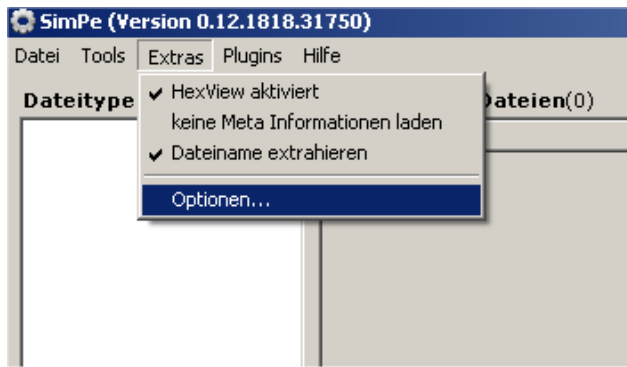 SimPe (Version 0.12.1818.31750)
Datei Tools Extras Plugins Hilfe
Dateitype
HexView aktiviert
keine Meta Informationen laden
Dateiname extrahieren
Optionen...
Dateien(0)